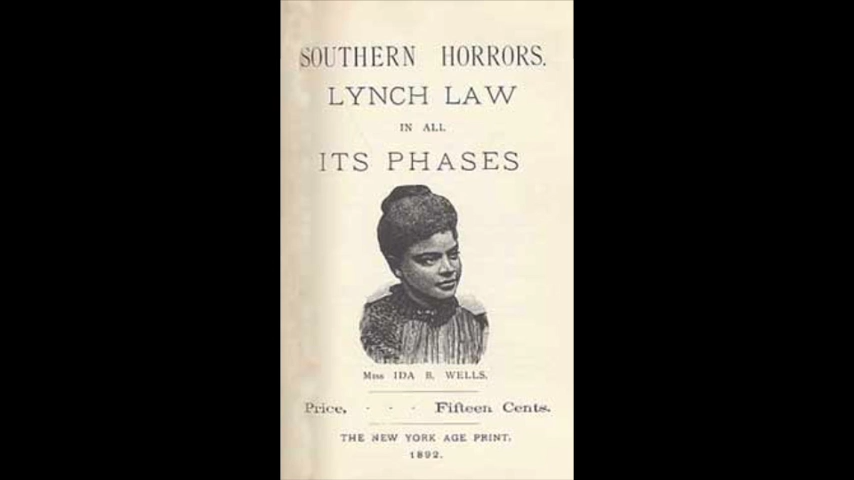 SOUTHERN HORRORS.
LYNCH LAW
IN ALL
ITS PHASES
Miss IDA B. WELLS.
Price, · · · Fifteen Cents.
THE NEW YORK AGE PRINT,
1892.